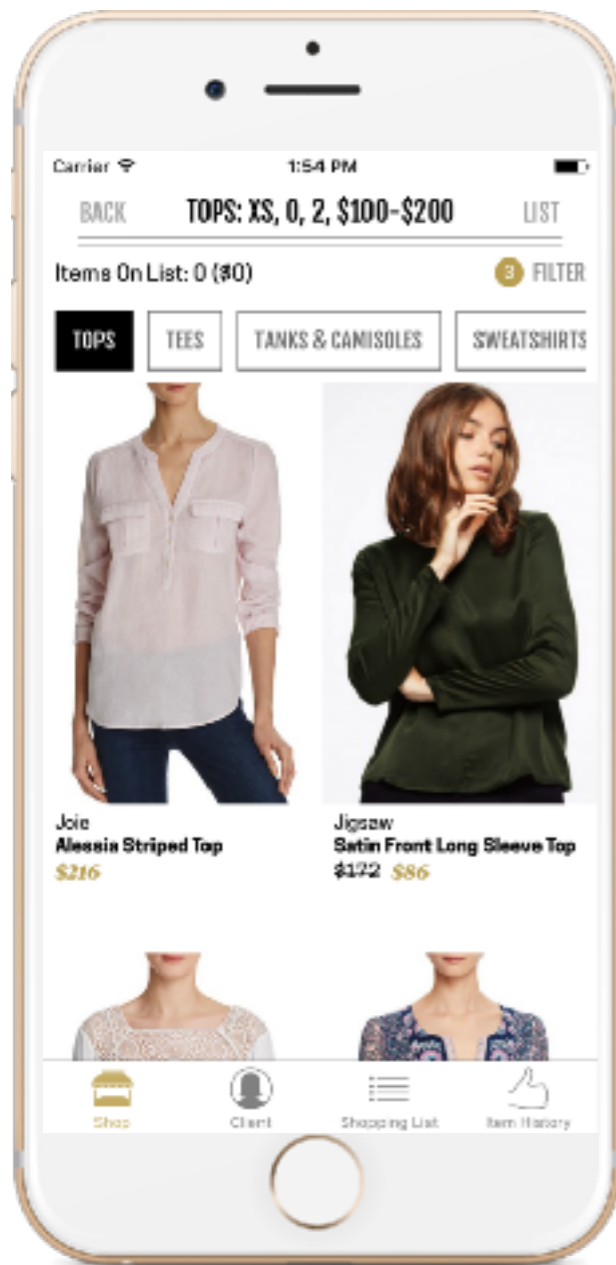 Carrier 1:54 PM
BACK TOPS: XS, 0, 2, $100-$200 LIST
Items On List: 0 ($0) 3 FILTER
TOPS TEES TANKS & CAMISOLES SWEATSHIRTS
Joie Jigsaw
Alessia Striped Top Satin Front Long Sleeve Top
$216 $172 $86
Shop Client Shopping List Item History